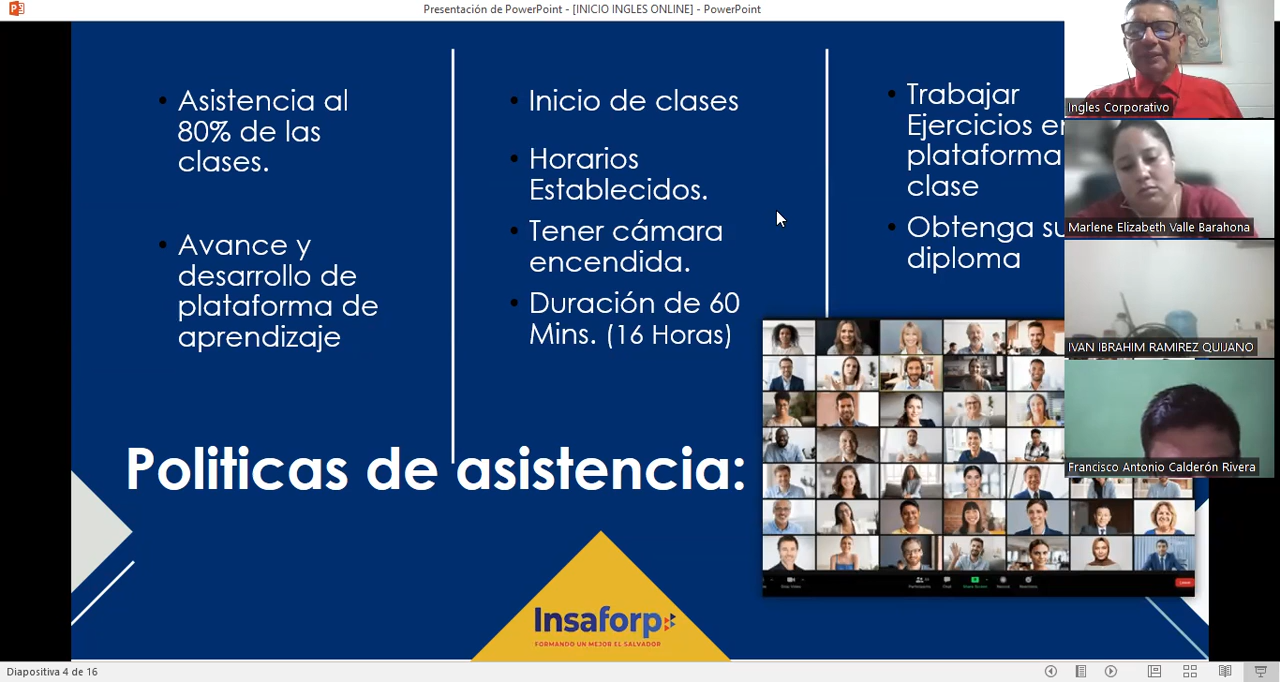 Presentación de PowerPoint - [INICIO INGLES ONLINE] - PowerPoint
• Asistencia al
80% de las
clases.
• Avance y
desarrollo de
plataforma de
aprendizaje
• Inicio de clases
• Horarios
Establecidos.
• Tener cámara
encendida.
• Duración de 60
Mins. (16 Horas)
• Trabajar
Ejercicios en
plataforma
clase
• Obtenga su
diploma
Politicas de asistencia:
Insaforp
FORMANDO UN MEJOR EL SALVADOR
Ingles Corporativo
Marlene Elizabeth Valle Barahona
IVAN IBRAHIM RAMIREZ QUIJANO
Francisco Antonio Calderón Rivera
Diapositiva 4 de 16